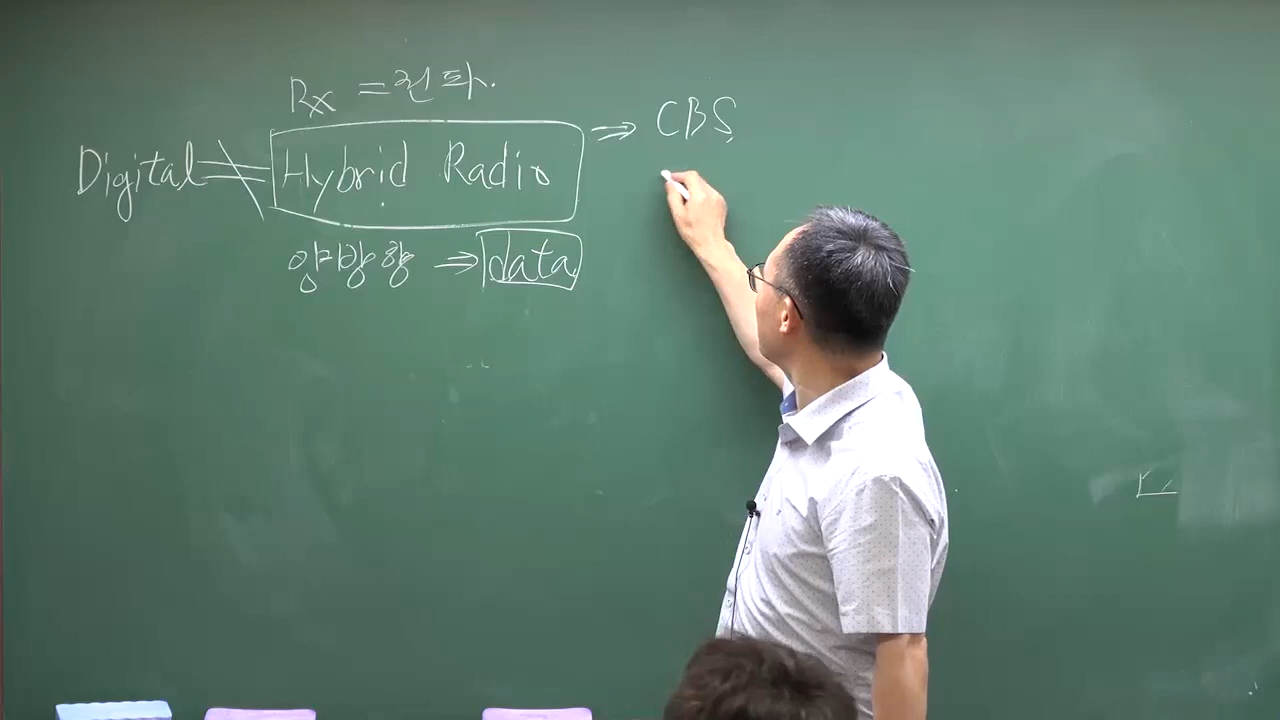 Rx = 전파.
Digital ≠ Hybrid Radio ⇒ CBS
양방향 ⇒ data